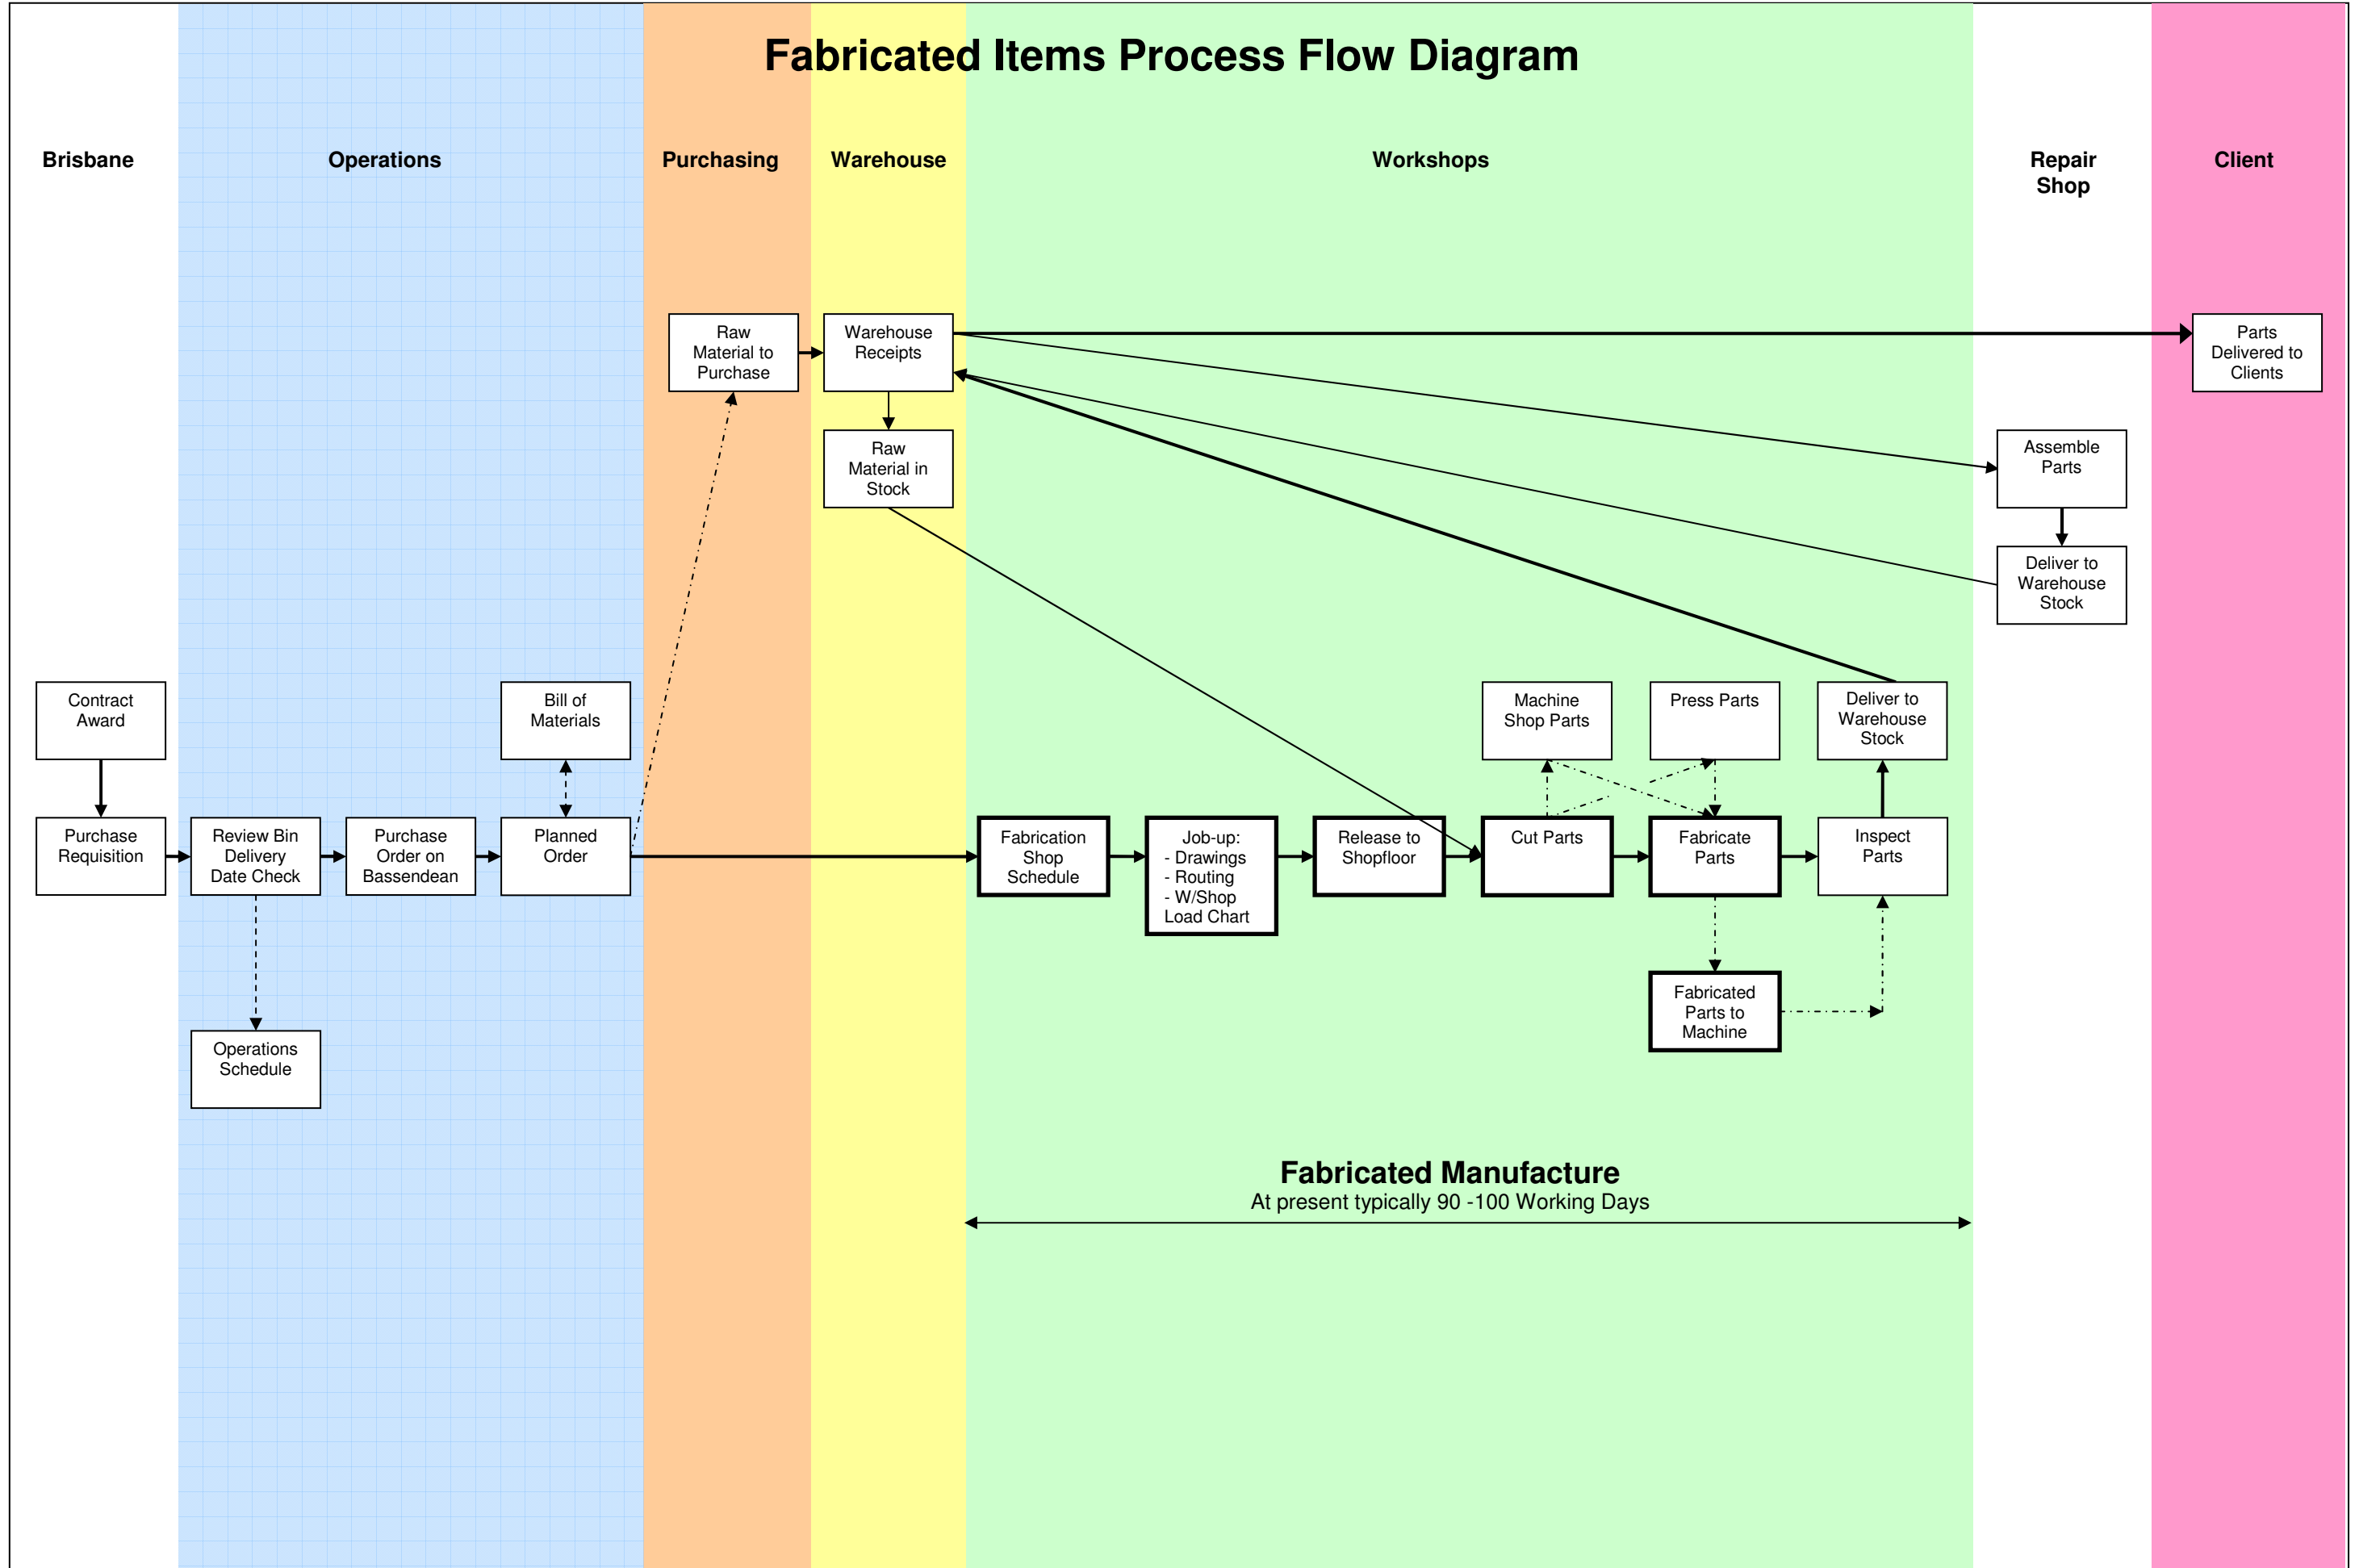 Fabricated Items Process Flow Diagram
Brisbane
Operations
Purchasing
Warehouse
Workshops
Repair
Shop
Client
Raw
Material to
Purchase
Warehouse
Receipts
Parts
Delivered to
Clients
Raw
Material in
Stock
Assemble
Parts
Deliver to
Warehouse
Stock
Contract
Award
Bill of
Materials
Machine
Shop Parts
Press Parts
Deliver to
Warehouse
Stock
Purchase
Requisition
Review Bin
Delivery
Date Check
Purchase
Order on
Bassendean
Planned
Order
Fabrication
Shop
Schedule
Job-up:
- Drawings
- Routing
- W/Shop
Load Chart
Release to
Shopfloor
Cut Parts
Fabricate
Parts
Inspect
Parts
Fabricated
Parts to
Machine
Operations
Schedule
Fabricated Manufacture
At present typically 90 -100 Working Days